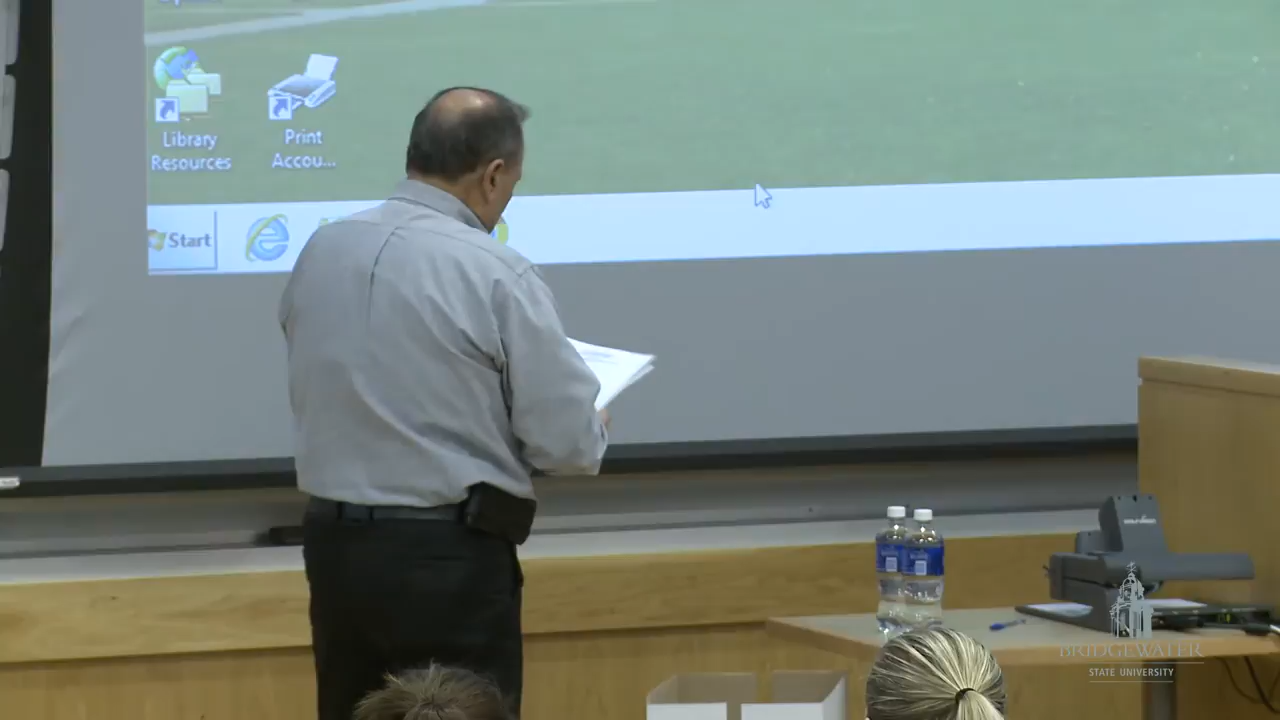 Library
Resources
Print
Accou...
Start
BRIDGEWATER
STATE UNIVERSITY